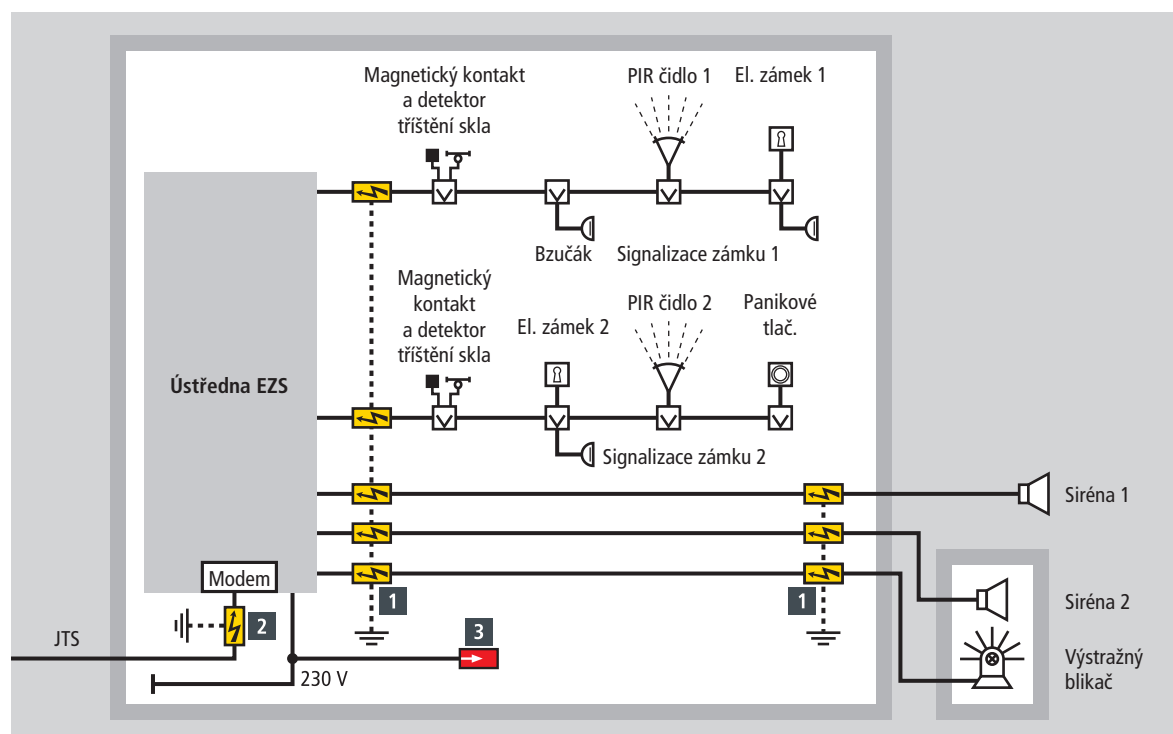 Magnetický kontakt
a detektor
tříštění skla
PIR čidlo 1
El. zámek 1
Bzučák
Signalizace zámku 1
Magnetický
kontakt
a detektor
tříštění skla
El. zámek 2
PIR čidlo 2
Panikové
tlač.
Ústředna EZS
Signalizace zámku 2
Siréna 1
Modem
1
1
Siréna 2
2
3
JTS
230 V
Výstražný
blikač